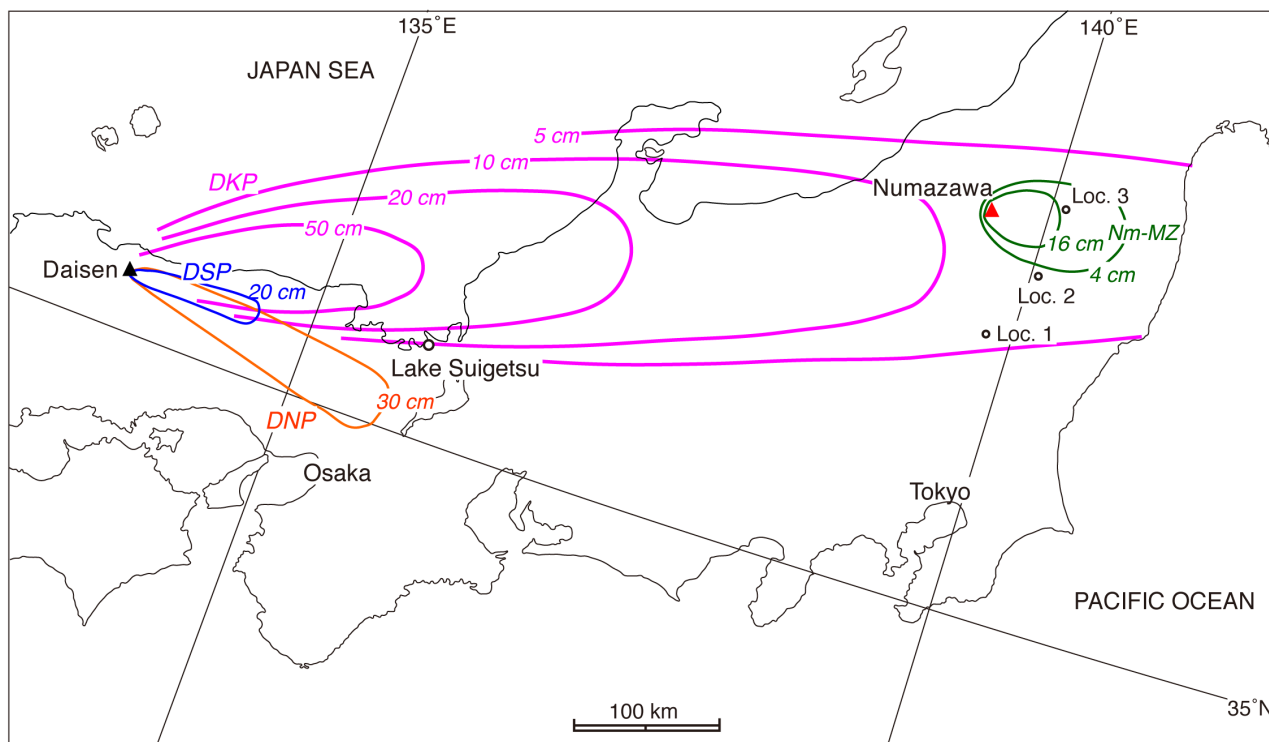 135°E
140°E
JAPAN SEA
5 cm
10 cm
DKP
20 cm
Numazawa
Loc. 3
50 cm
Nm-MZ
16 cm
Daisen
DSP
4 cm
20 cm
Loc. 2
Loc. 1
Lake Suigetsu
30 cm
DNP
Osaka
Tokyo
PACIFIC OCEAN
100 km
35°N